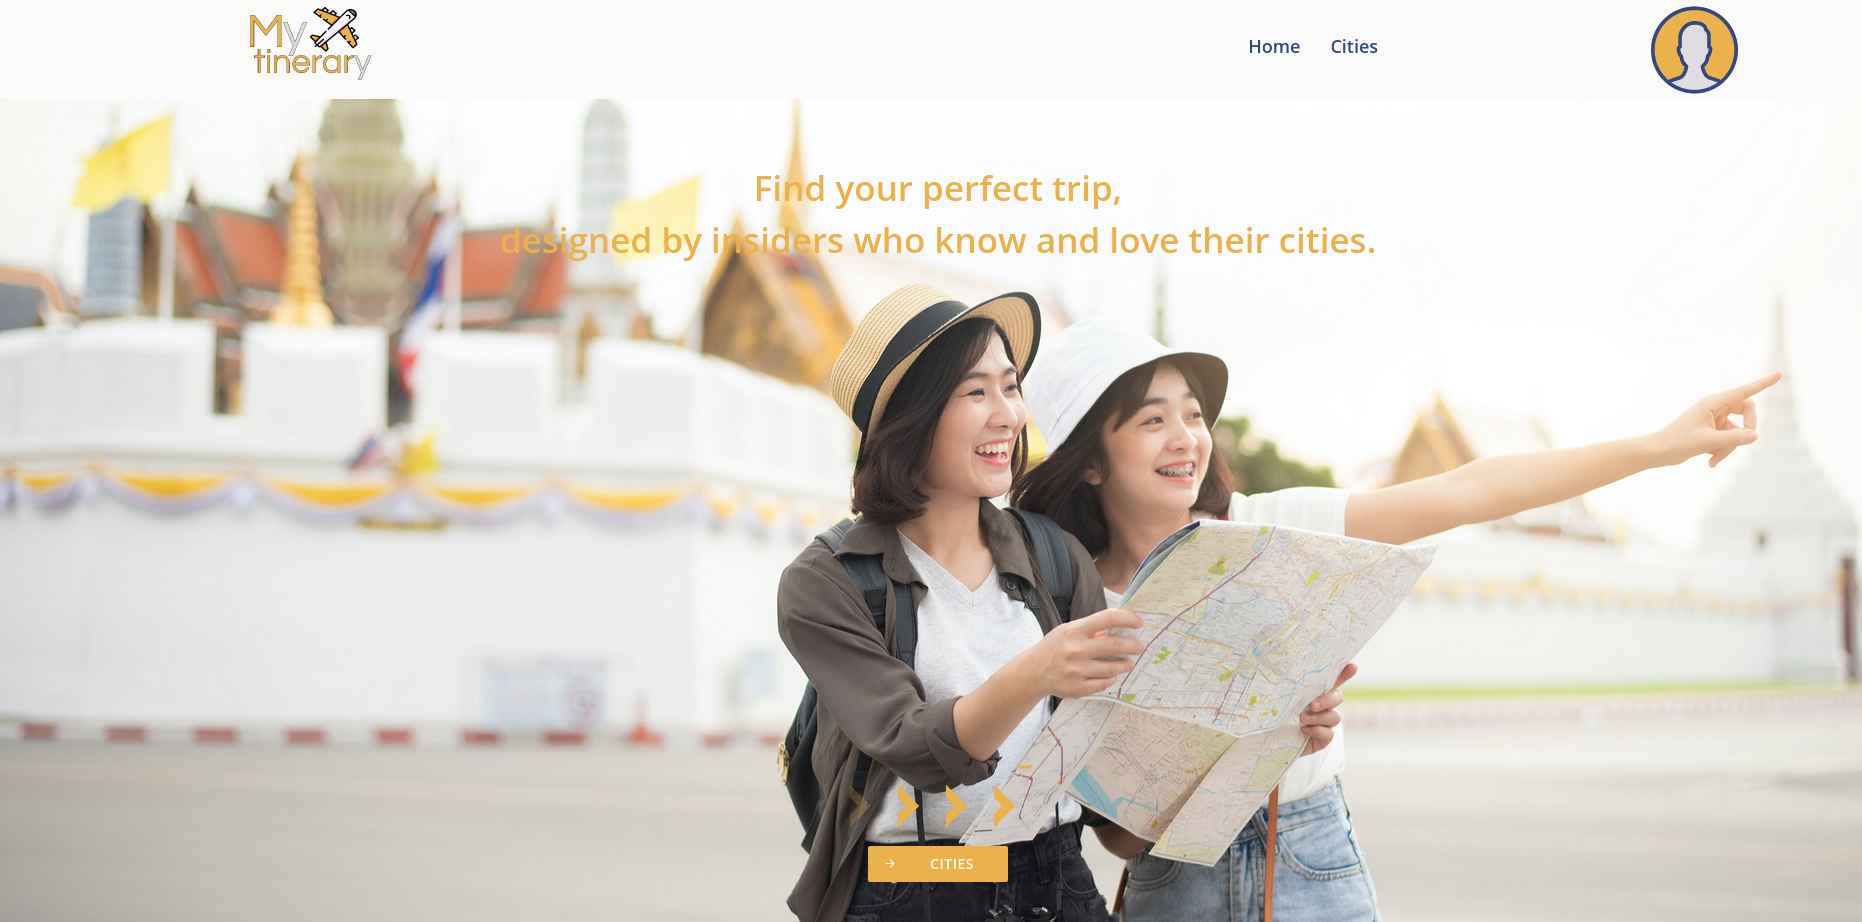 My
tinerary
Home
Cities
Find your perfect trip,
designed by insiders who know and love their cities.
CITIES